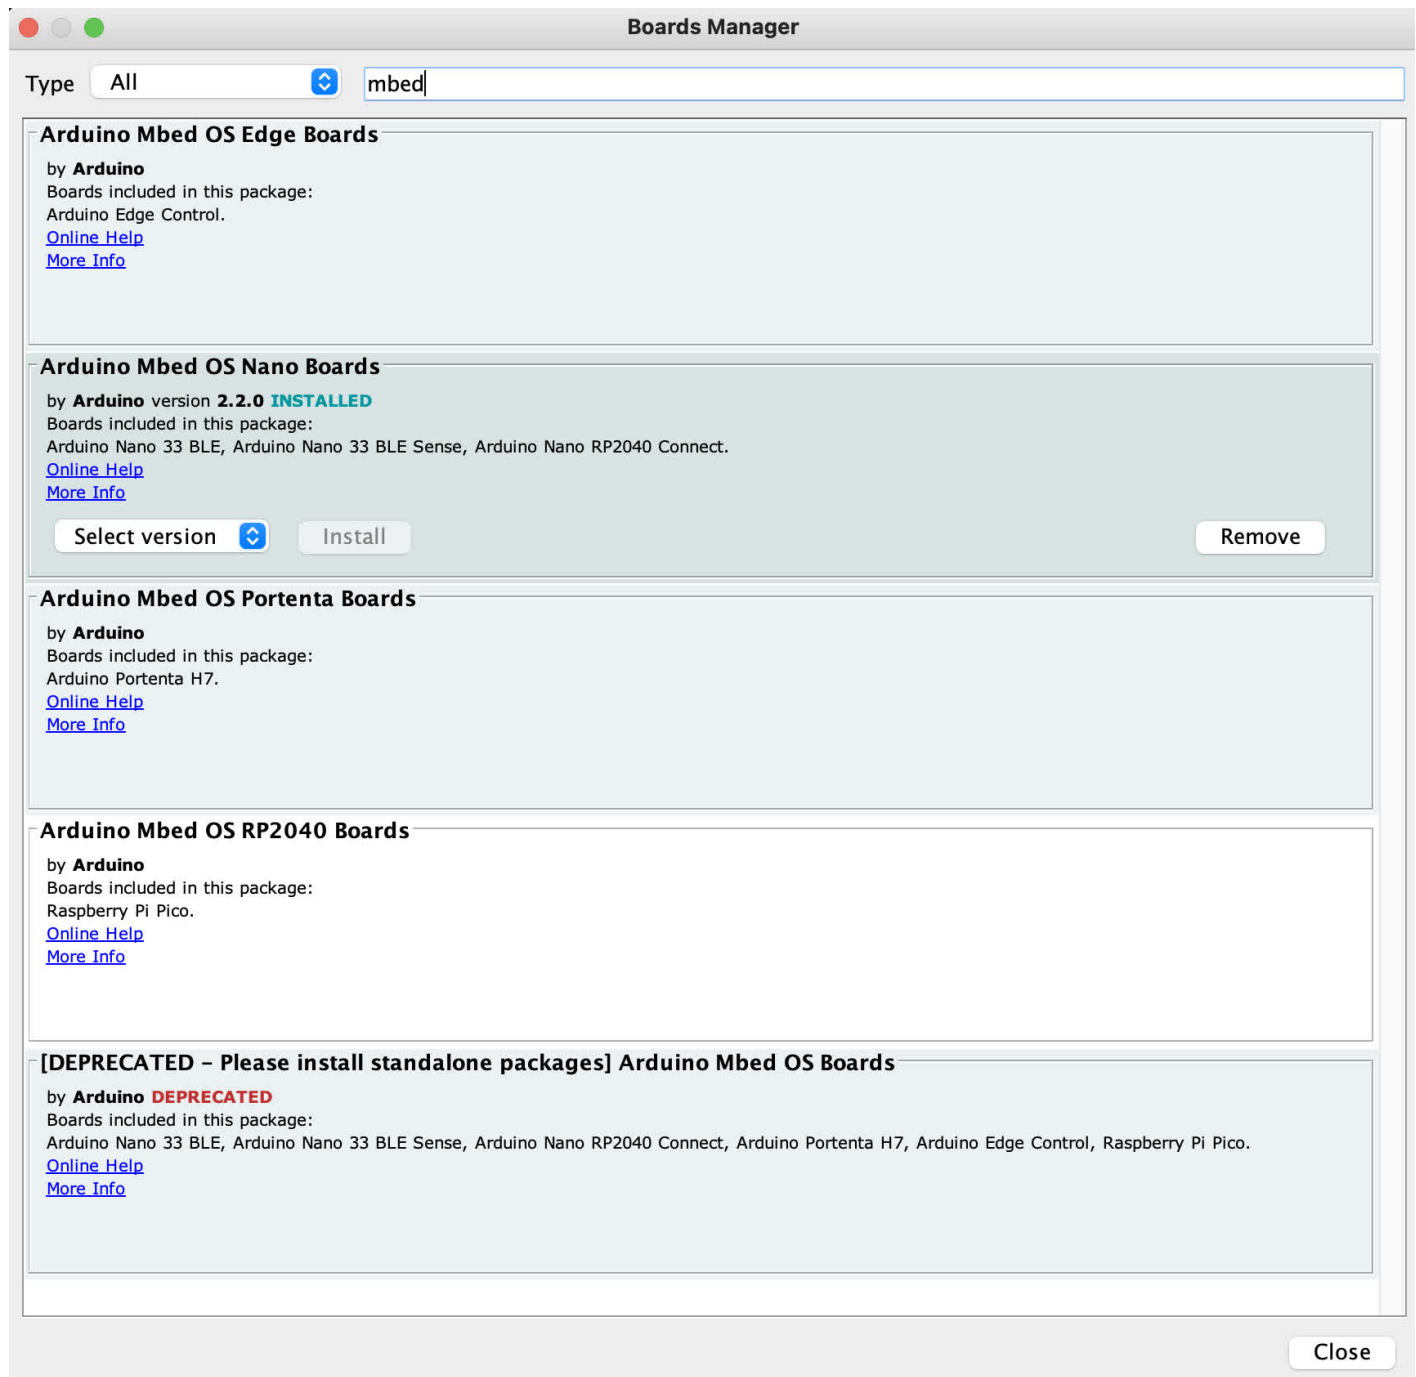 Boards Manager
Type All mbed
Arduino Mbed OS Edge Boards
by Arduino
Boards included in this package:
Arduino Edge Control.
Online Help
More Info
Arduino Mbed OS Nano Boards
by Arduino version 2.2.0 INSTALLED
Boards included in this package:
Arduino Nano 33 BLE, Arduino Nano 33 BLE Sense, Arduino Nano RP2040 Connect.
Online Help
More Info
Select version Install Remove
Arduino Mbed OS Portenta Boards
by Arduino
Boards included in this package:
Arduino Portenta H7.
Online Help
More Info
Arduino Mbed OS RP2040 Boards
by Arduino
Boards included in this package:
Raspberry Pi Pico.
Online Help
More Info
[DEPRECATED – Please install standalone packages] Arduino Mbed OS Boards
by Arduino DEPRECATED
Boards included in this package:
Arduino Nano 33 BLE, Arduino Nano 33 BLE Sense, Arduino Nano RP2040 Connect, Arduino Portenta H7, Arduino Edge Control, Raspberry Pi Pico.
Online Help
More Info
Close